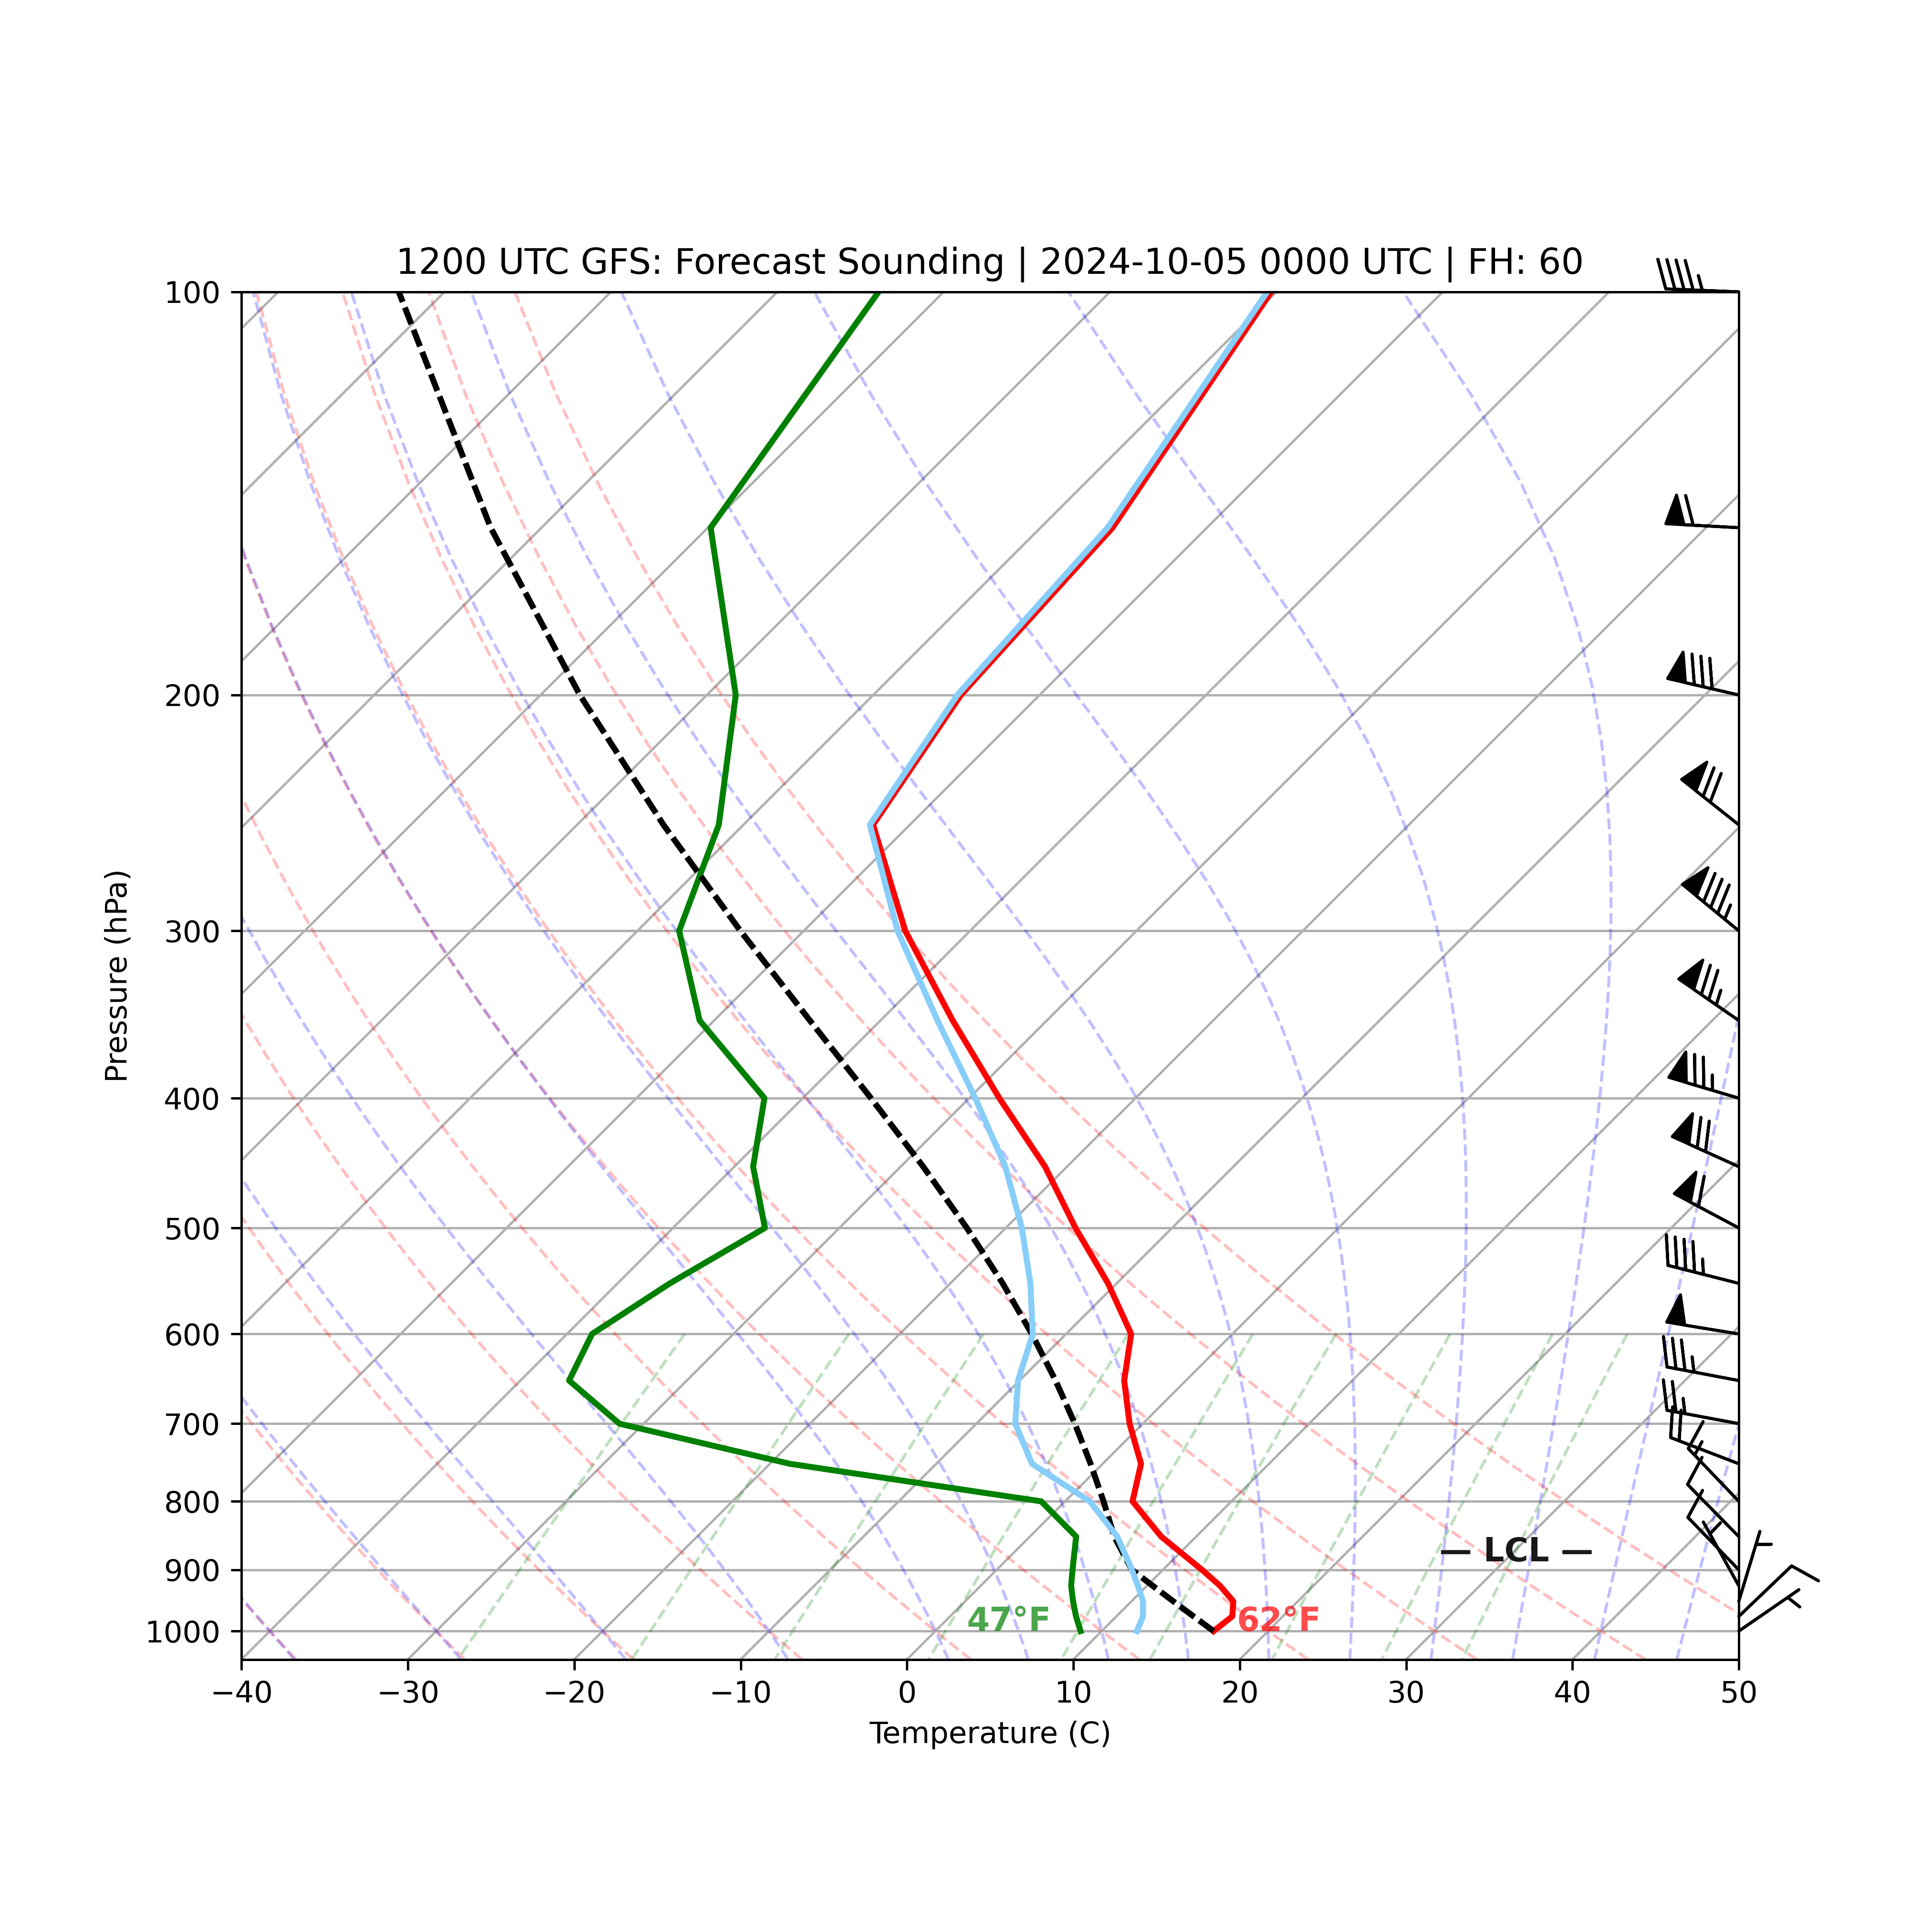 1200 UTC GFS: Forecast Sounding | 2024-10-05 0000 UTC | FH: 60
100
200
300
400
500
600
700
800
900
1000
Pressure (hPa)
— LCL —
47°F
62°F
−40 −30 −20 −10 0 10 20 30 40 50
Temperature (C)